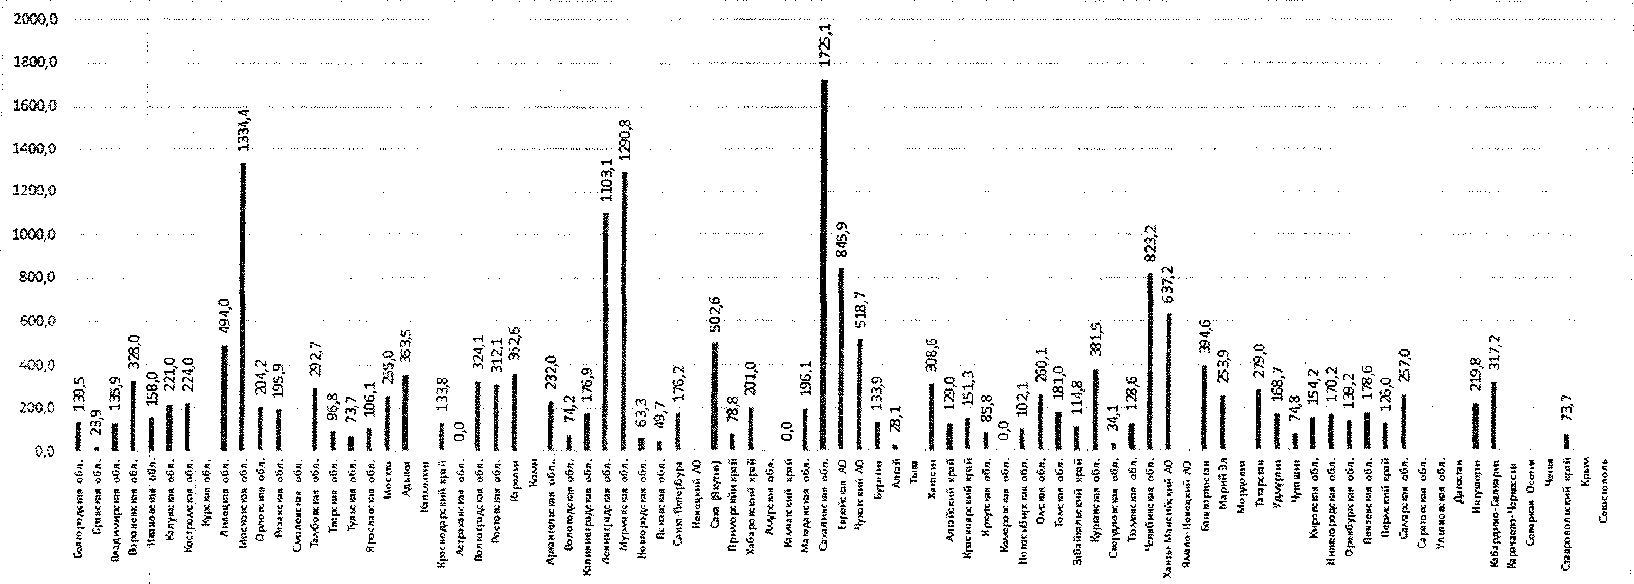 2000,0
1800,0
1600,0
1400,0
1200,0
1000,0
800,0
600,0
400,0
200,0
0,0
139,5
23,9
135,9
328,0
158,0
221,0
224,0
494,0
1334,4
204,2
195,9
292,7
96,8
73,7
106,1
255,0
353,5
133,8
0,0
324,1
312,1
362,6
232,0
74,2
176,9
1103,1
1290,8
63,3
176,2
502,6
78,8
201,0
0,0
196,1
1725,1
518,7
133,9
28,1
308,6
129,0
151,3
85,8
0,0
102,1
260,1
181,0
114,8
381,5
34,1
128,6
823,2
637,2
394,6
253,9
279,0
168,7
74,8
154,2
170,2
139,2
178,6
126,0
257,0
219,8
317,2
73,7
Белгородская обл.
Брянская обл.
Владимирская обл.
Воронежская обл.
Ивановская обл.
Калужская обл.
Костромская обл.
Курская обл.
Липецкая обл.
Московская обл.
Орловская обл.
Рязанская обл.
Смоленская обл.
Тамбовская обл.
Тверская обл.
Тульская обл.
Ярославская обл.
Москва
Адыгея
Калмыкия
Краснодарский край
Астраханская обл.
Волгоградская обл.
Ростовская обл.
Карелия
Коми
Архангельская обл.
Вологодская обл.
Калининградская обл.
Ленинградская обл.
Мурманская обл.
Новгородская обл.
Псковская обл.
Санкт-Петербург
Ненецкий АО
Саха (Якутия)
Приморский край
Хабаровский край
Амурская обл.
Камчатский край
Магаданская обл.
Сахалинская обл.
Еврейская АО
Чукотский АО
Бурятия
Алтай
Тыва
Хакасия
Алтайский край
Красноярский край
Иркутская обл.
Кемеровская обл.
Новосибирская обл.
Омская обл.
Томская обл.
Забайкальский край
Курганская обл.
Свердловская обл.
Тюменская обл.
Челябинская обл.
Ханты-Мансийский АО
Ямало-Ненецкий АО
Башкортостан
Марий Эл
Мордовия
Татарстан
Удмуртия
Чувашия
Кировская обл.
Нижегородская обл.
Оренбургская обл.
Пензенская обл.
Пермский край
Самарская обл.
Саратовская обл.
Ульяновская обл.
Дагестан
Ингушетия
Кабардино-Балкария
Карачаево-Черкесия
Северная Осетия
Чечня
Ставропольский край
Крым
Севастополь